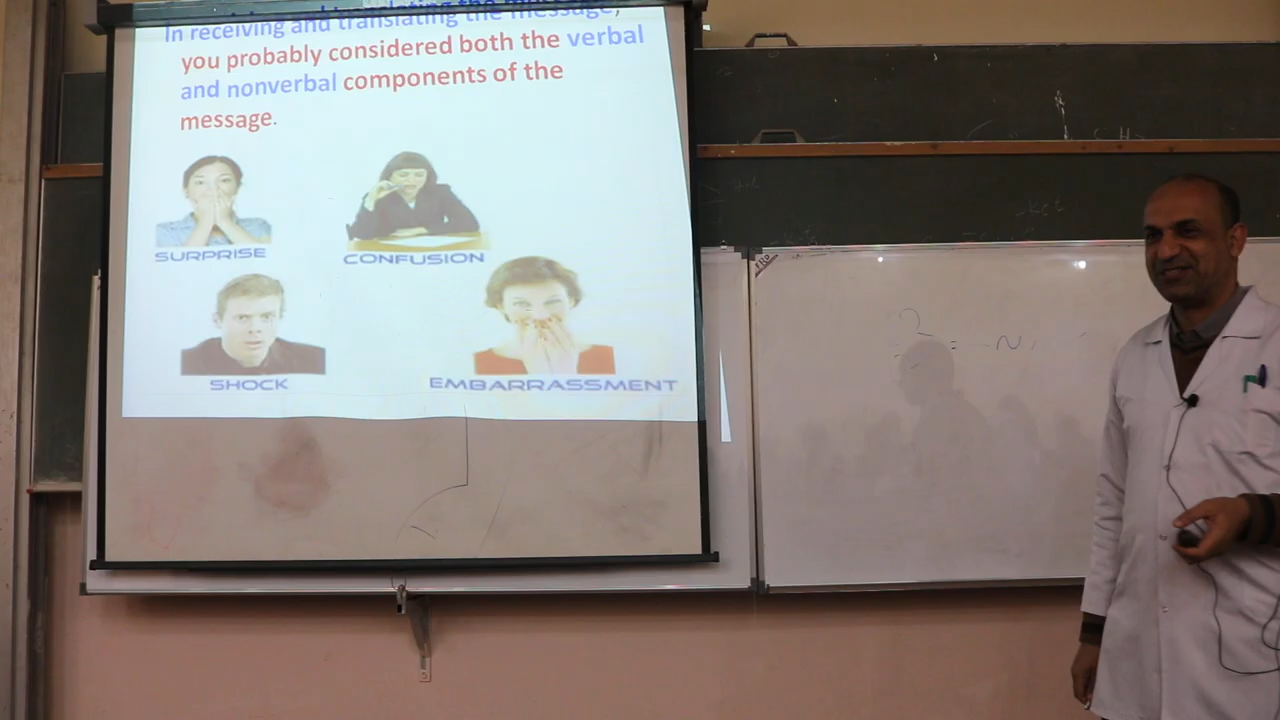 In receiving and translating the message,
you probably considered both the verbal
and nonverbal components of the
message.
SURPRISE
CONFUSION
SHOCK
EMBARRASSMENT